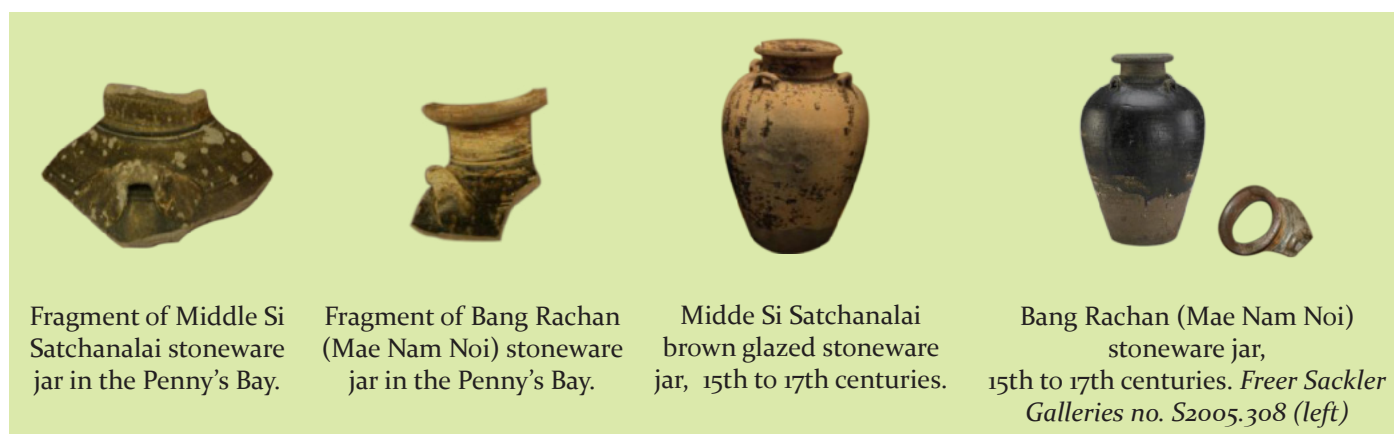 Fragment of Middle Si
Satchanalai stoneware
jar in the Penny's Bay.
Fragment of Bang Rachan
(Mae Nam Noi) stoneware
jar in the Penny's Bay.
Midde Si Satchanalai
brown glazed stoneware
jar, 15th to 17th centuries.
Bang Rachan (Mae Nam Noi)
stoneware jar,
15th to 17th centuries. Freer Sackler
Galleries no. S2005.308 (left)